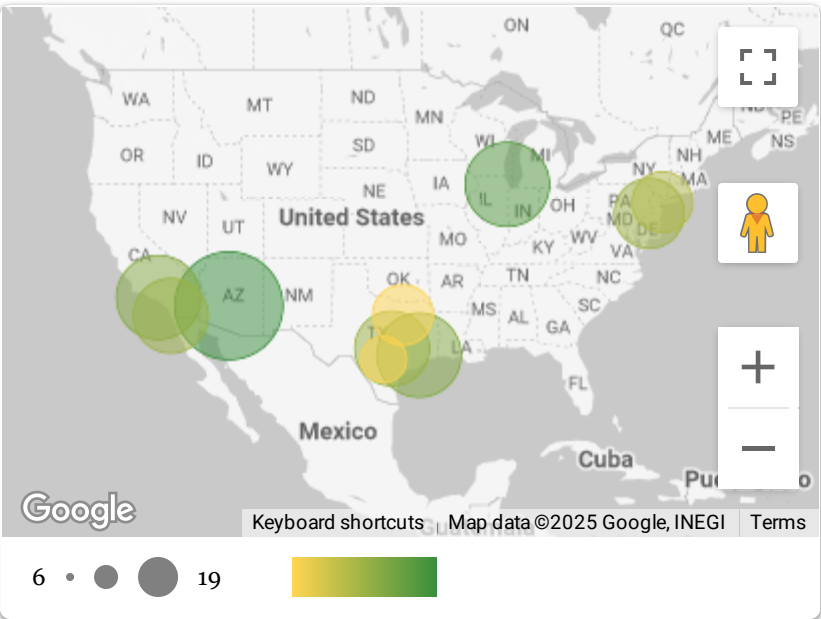 ON
QC
WA
MT
ND
MN
PE
ME
NS
OR
ID
SD
WI
MI
NH
WY
NY
MA
IA
NE
PA
NV
IL
IN
OH
MD
United States
UT
DE
MO
WV
VA
KY
CA
OK
AR
TN
NC
AZ
NM
MS
AL
SC
GA
LA
FL
Mexico
Cuba
Google
Keyboard shortcuts
Map data ©2025 Google, INEGI
Terms
6
19